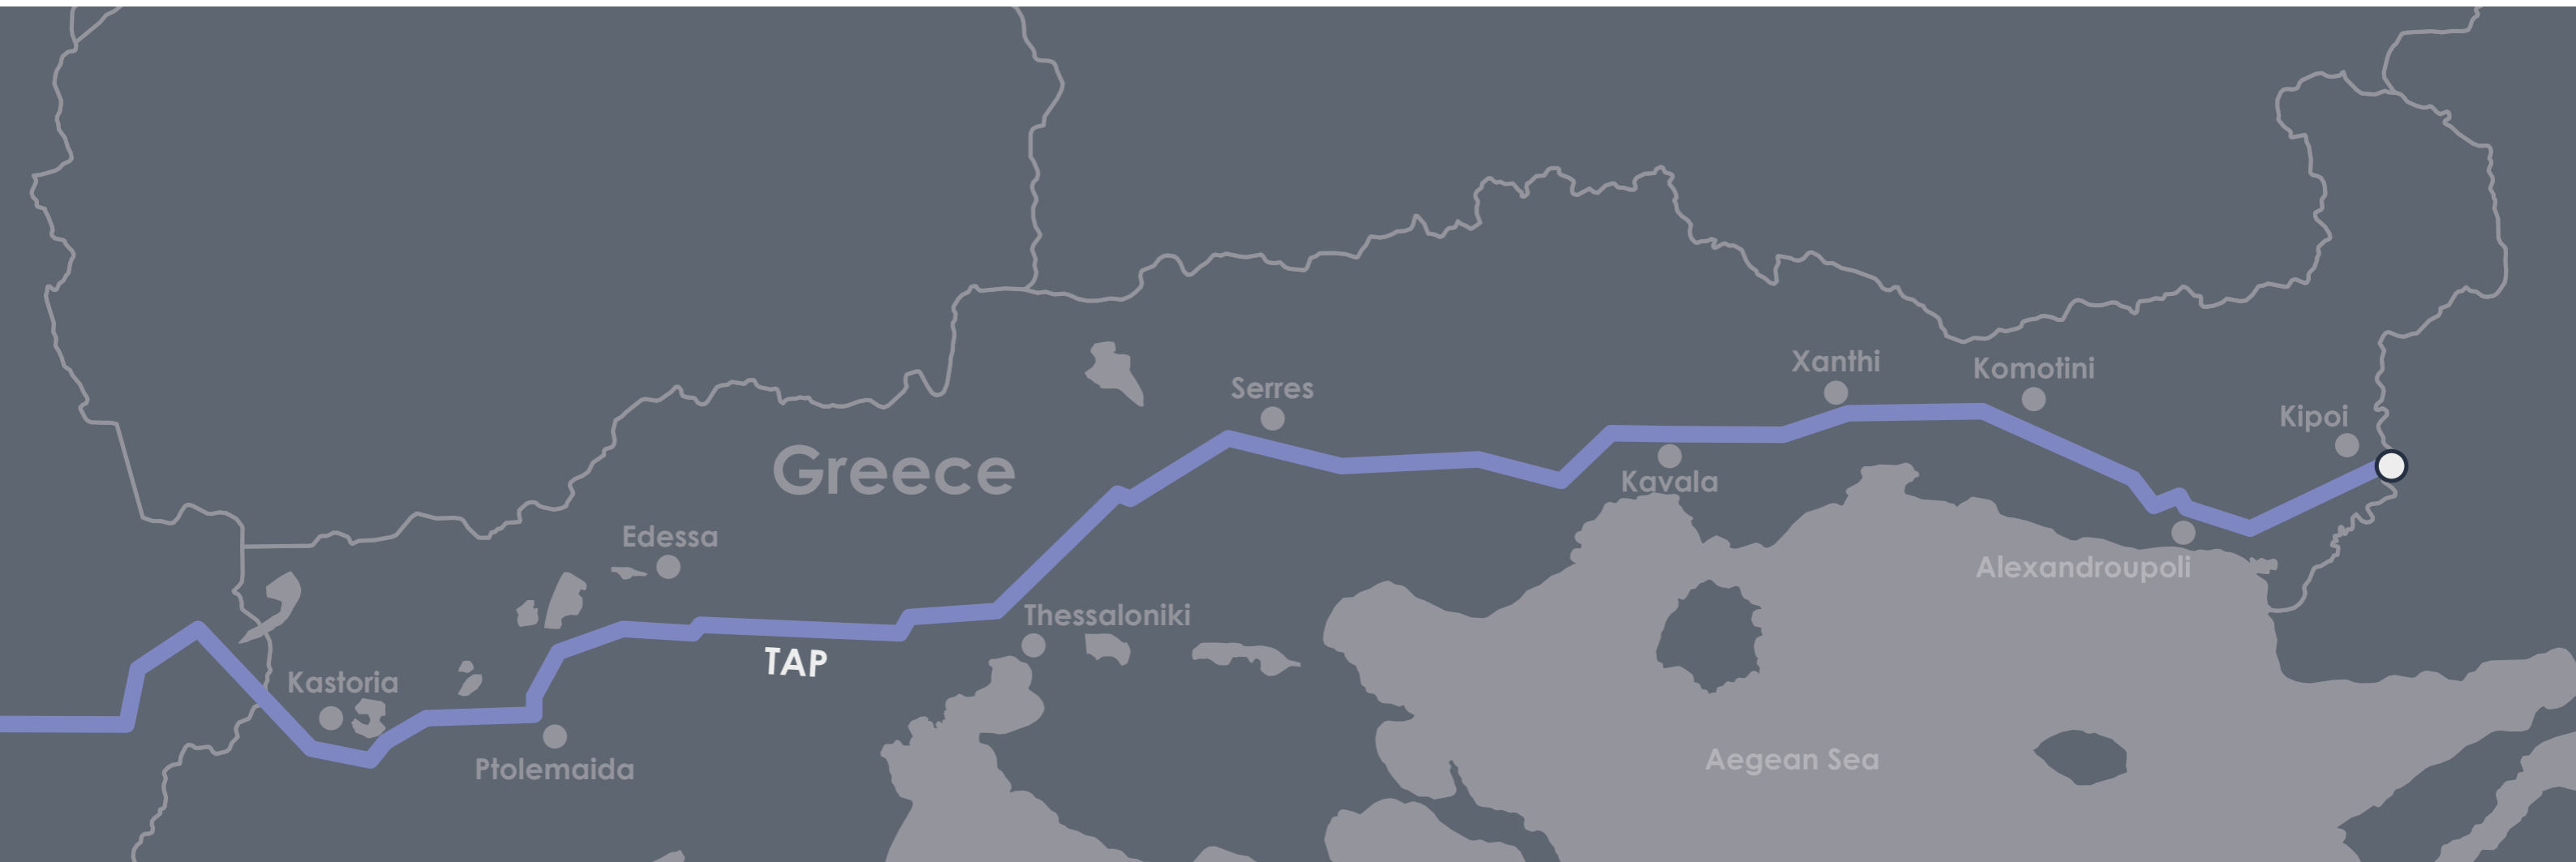 Xanthi
Komotini
Serres
Kipoi
Greece
Kavala
Edessa
Alexandroupoli
Thessaloniki
TAP
Kastoria
Aegean Sea
Ptolemaida